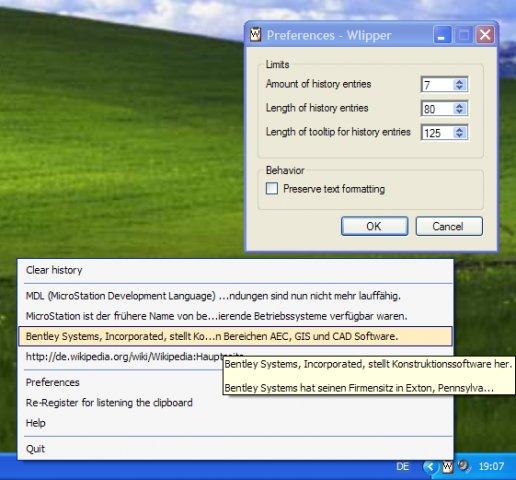 Preferences - Wlipper
Limits
Amount of history entries 7
Length of history entries 80
Length of tooltip for history entries 125
Behavior
Preserve text formatting
OK Cancel
Clear history
MDL (MicroStation Development Language) ...ndungen sind nun nicht mehr lauffähig.
MicroStation ist der frühere Name von be...ierende Betriebssysteme verfügbar waren.
Bentley Systems, Incorporated, stellt Ko...n Bereichen AEC, GIS und CAD Software.
http://de.wikipedia.org/wiki/Wikipedia:Hauptseite
Bentley Systems, Incorporated, stellt Konstruktionssoftware her.
Bentley Systems hat seinen Firmensitz in Exton, Pennsylva...
Preferences
Re-Register for listening the clipboard
Help
Quit
DE 19:07